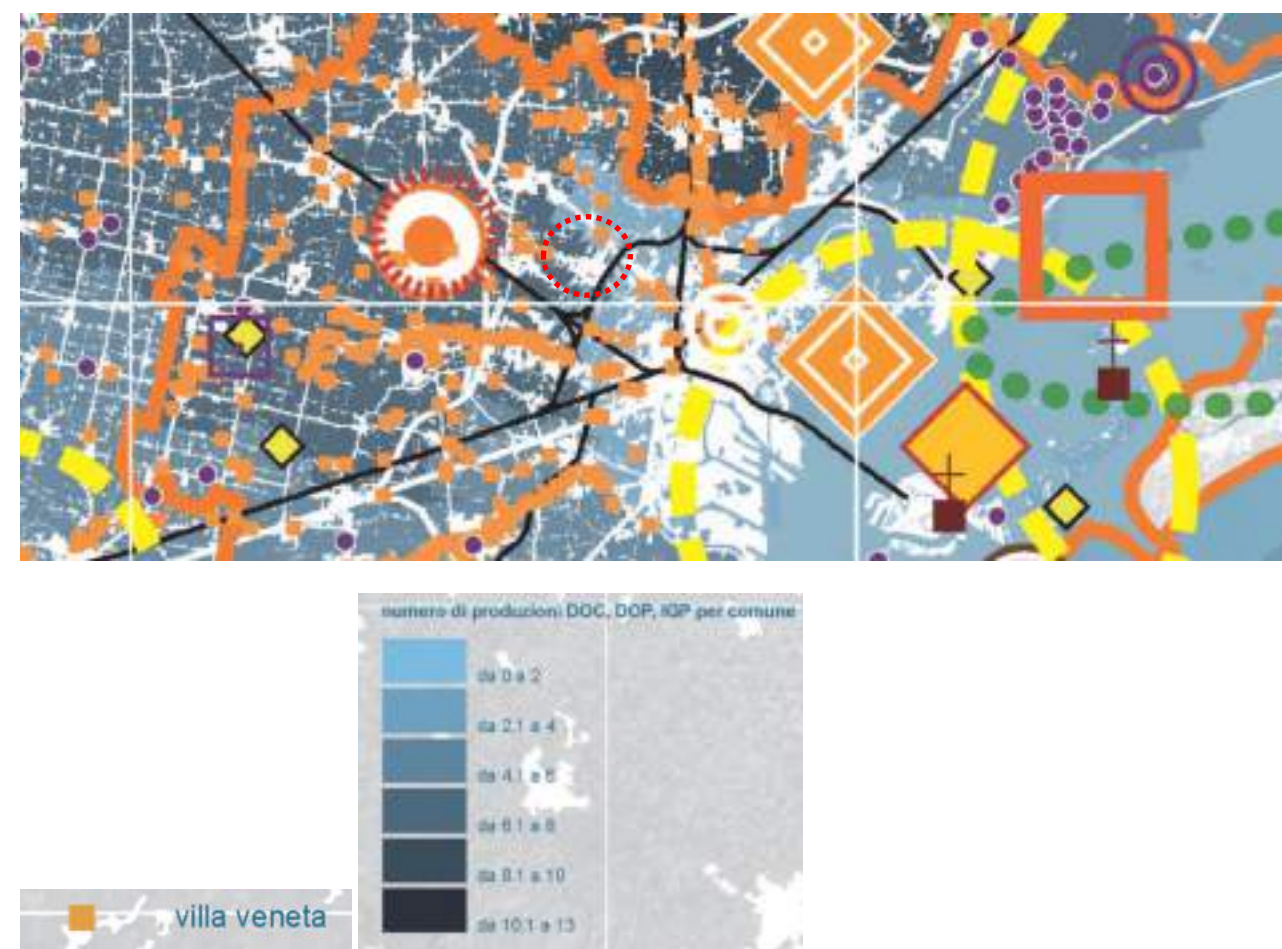 numero di produzioni DOC, DOP, IGP per comune
da 0 a 2
da 2.1 a 4
da 4.1 a 6
da 6.1 a 8
da 8.1 a 10
da 10,1 a 13
villa veneta